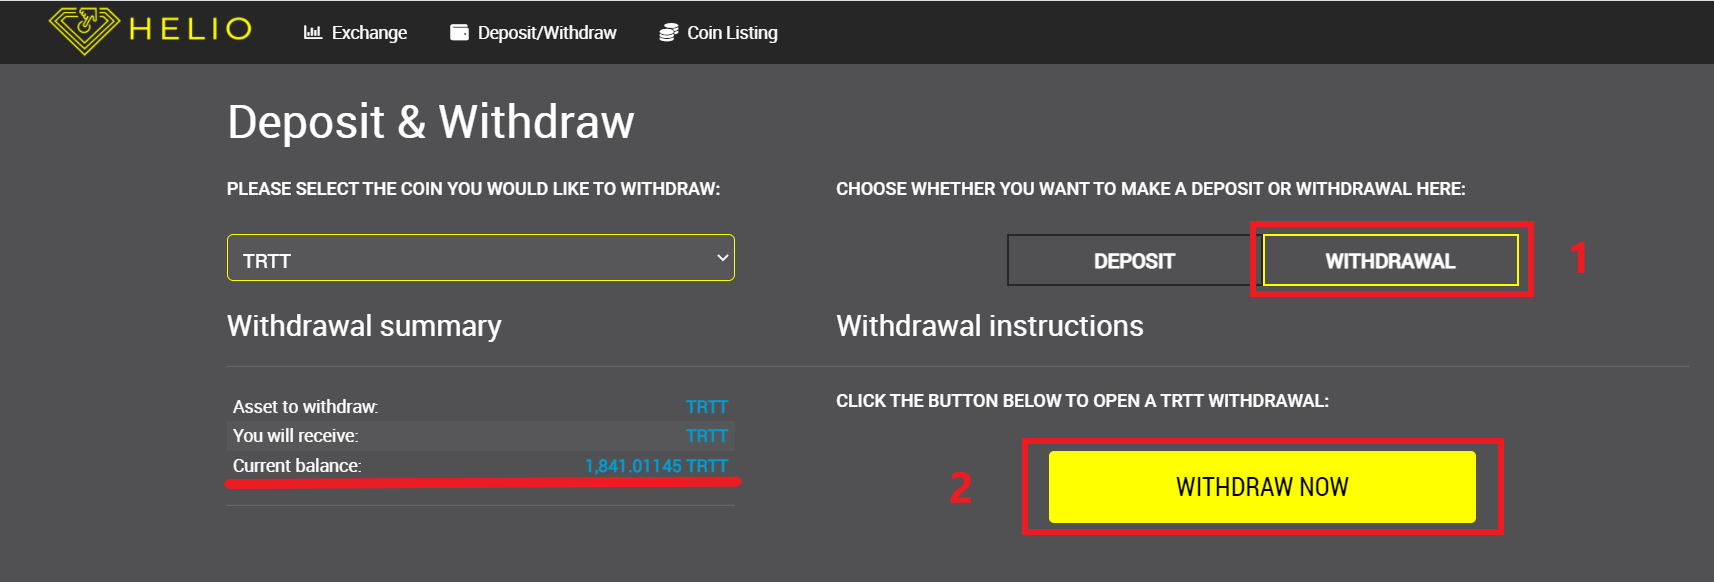 HELIO
Exchange
Deposit/Withdraw
Coin Listing
Deposit & Withdraw
PLEASE SELECT THE COIN YOU WOULD LIKE TO WITHDRAW:
TRTT
CHOOSE WHETHER YOU WANT TO MAKE A DEPOSIT OR WITHDRAWAL HERE:
DEPOSIT
WITHDRAWAL
1
Withdrawal summary
Asset to withdraw: TRTT
You will receive: TRTT
Current balance: 1,841.01145 TRTT
Withdrawal instructions
CLICK THE BUTTON BELOW TO OPEN A TRTT WITHDRAWAL:
2
WITHDRAW NOW